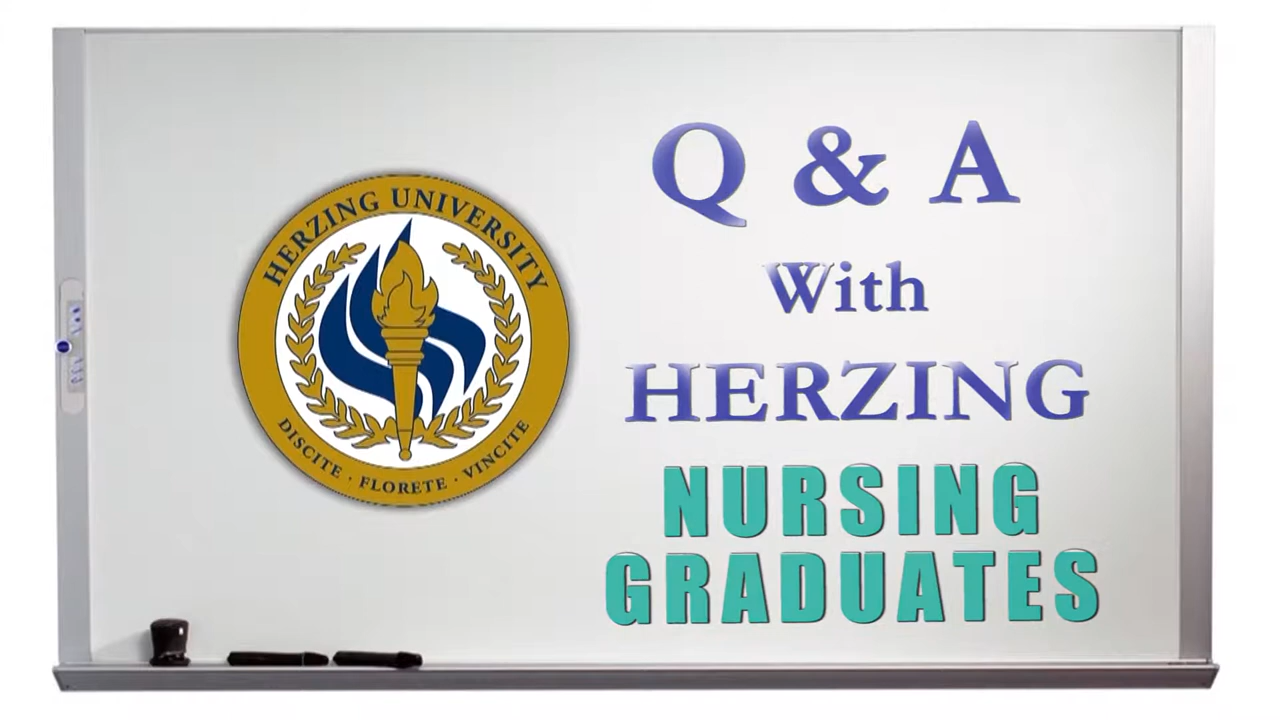 HERZING UNIVERSITY
DISCITE · FLORETE · VINCITE
Q & A
With
HERZING
NURSING
GRADUATES